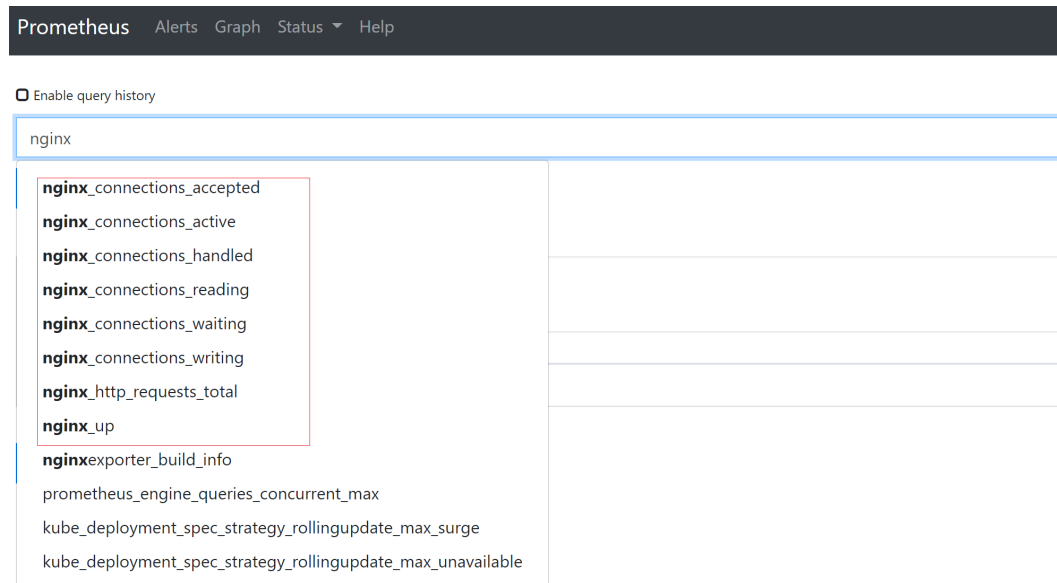 Prometheus Alerts Graph Status Help
Enable query history
nginx
nginx_connections_accepted
nginx_connections_active
nginx_connections_handled
nginx_connections_reading
nginx_connections_waiting
nginx_connections_writing
nginx_http_requests_total
nginx_up
nginxexporter_build_info
prometheus_engine_queries_concurrent_max
kube_deployment_spec_strategy_rollingupdate_max_surge
kube_deployment_spec_strategy_rollingupdate_max_unavailable